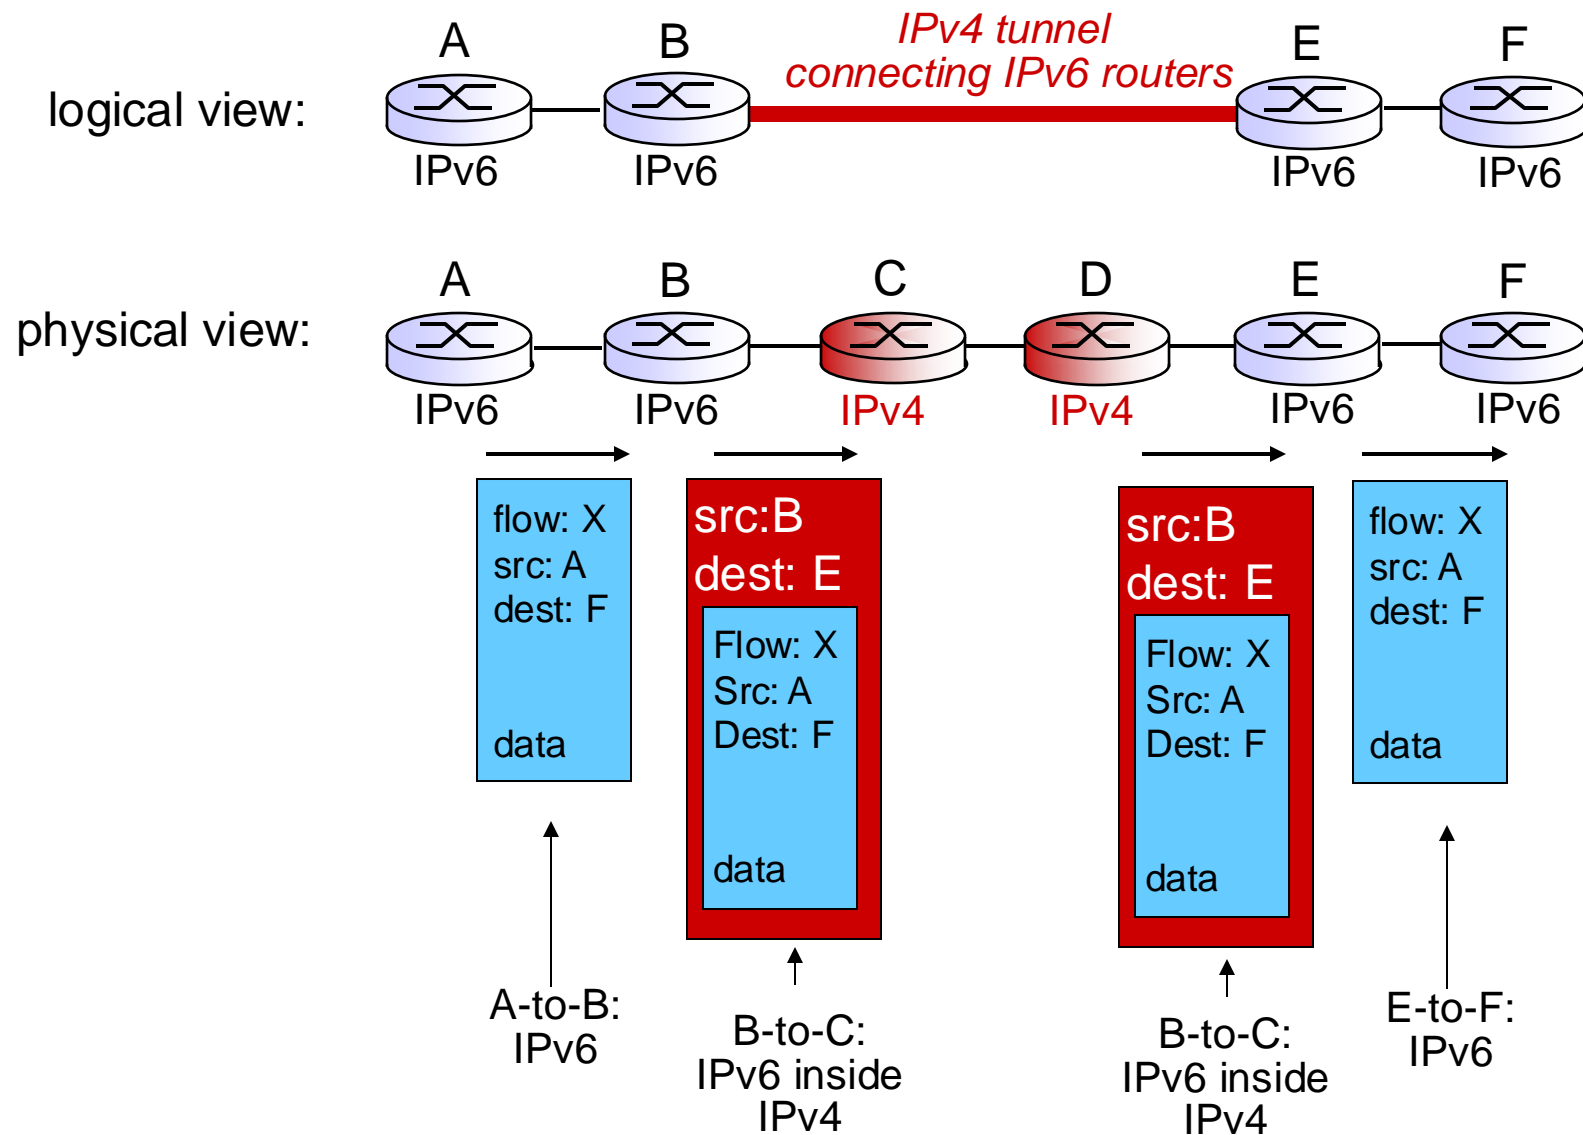 A
B
IPv4 tunnel
connecting IPv6 routers
E
F
logical view:
IPv6
IPv6
IPv6
IPv6
A
B
C
D
E
F
physical view:
IPv6
IPv6
IPv4
IPv4
IPv6
IPv6
flow: X
src: A
dest: F
data
src:B
dest: E
Flow: X
Src: A
Dest: F
data
src:B
dest: E
Flow: X
Src: A
Dest: F
data
flow: X
src: A
dest: F
data
A-to-B:
IPv6
B-to-C:
IPv6 inside
IPv4
B-to-C:
IPv6 inside
IPv4
E-to-F:
IPv6